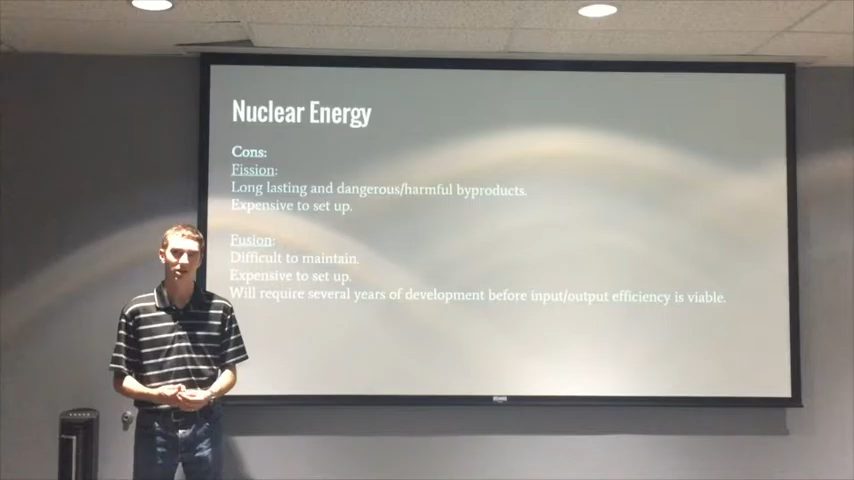 Nuclear Energy
Cons:
Fission:
Long lasting and dangerous/harmful byproducts.
Expensive to set up.
Fusion:
Difficult to maintain.
Expensive to set up.
Will require several years of development before input/output efficiency is viable.